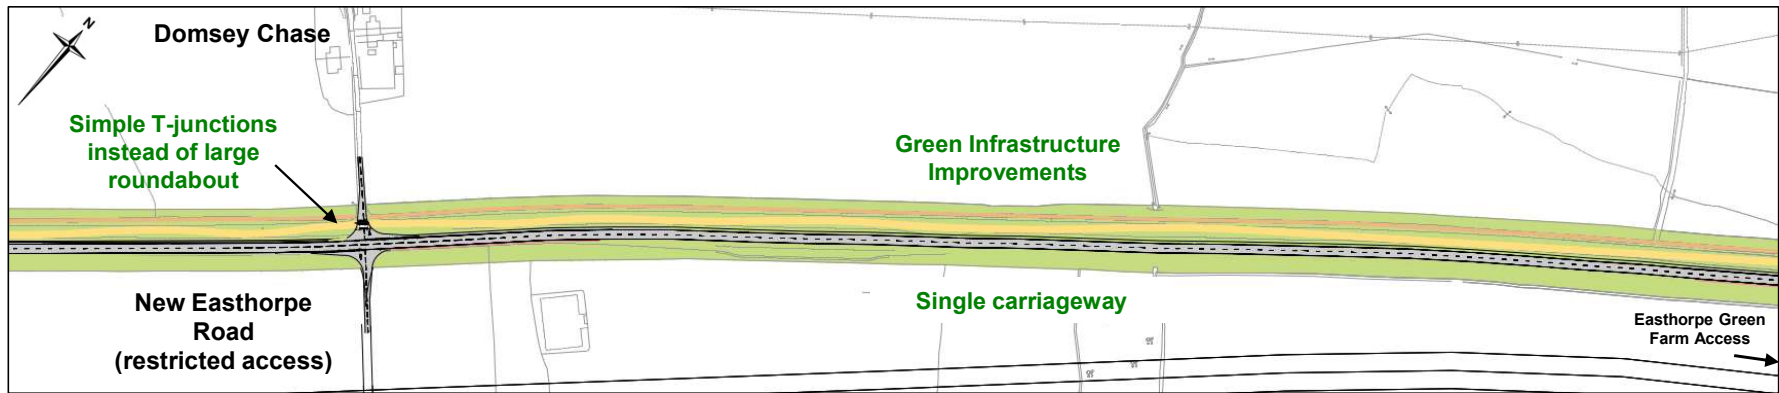 N
Domsey Chase
Simple T-junctions
instead of large
roundabout
Green Infrastructure
Improvements
New Easthorpe
Road
(restricted access)
Single carriageway
Easthorpe Green
Farm Access